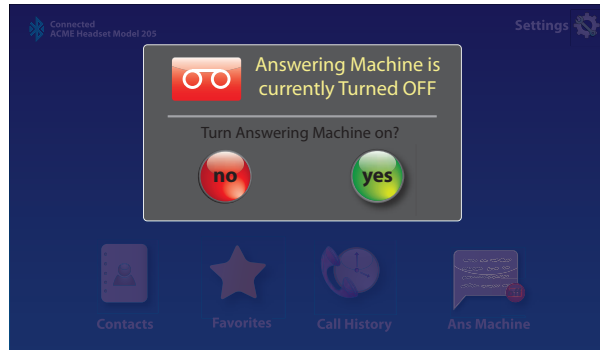 Connected
ACME Headset Model 205
Settings
Answering Machine is
currently Turned OFF
Turn Answering Machine on?
no
yes
Contacts
Favorites
Call History
Ans Machine